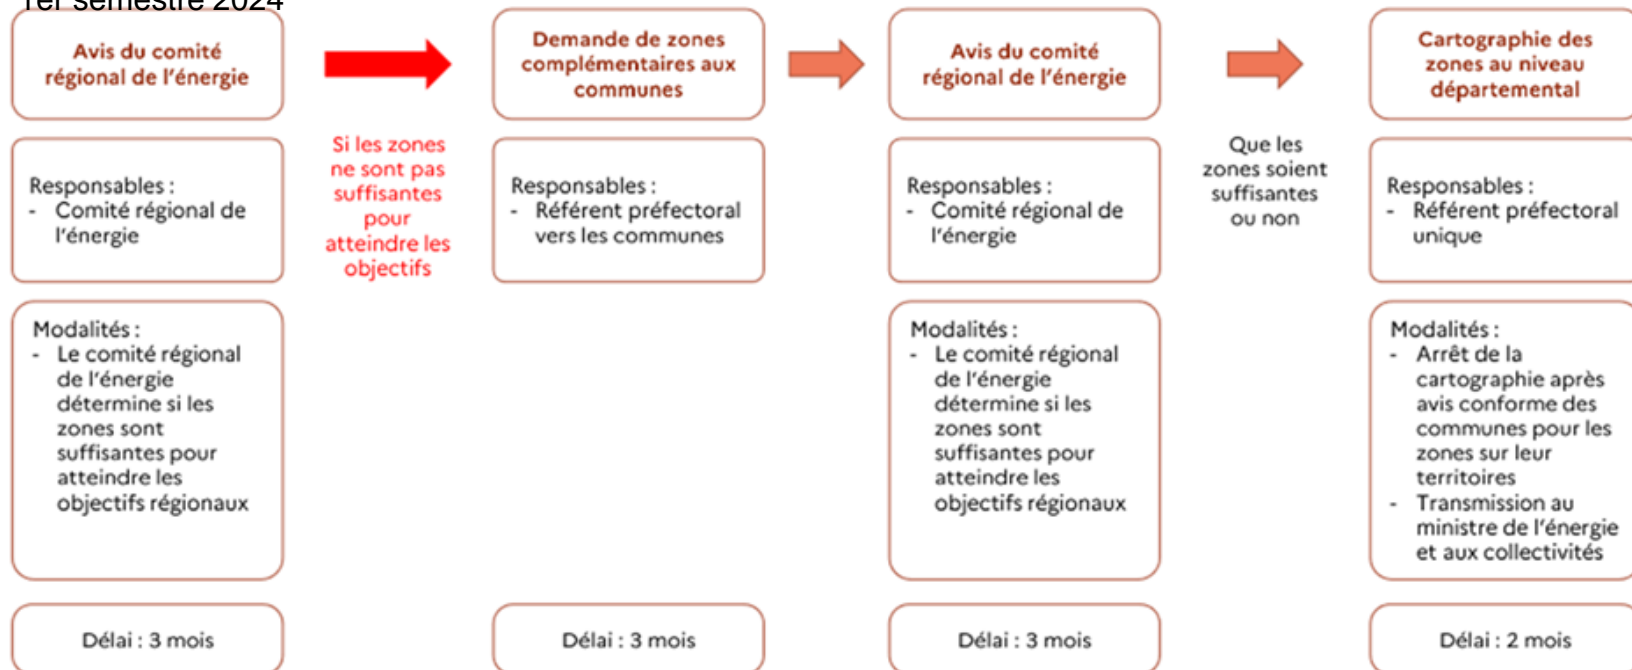 1er semestre 2024
Avis du comité
régional de l'énergie
Demande de zones
complémentaires aux
communes
Avis du comité
régional de l'énergie
Cartographie des
zones au niveau
départemental
Responsables :
- Comité régional de
l'énergie
Si les zones
ne sont pas
suffisantes
pour
atteindre les
objectifs
Responsables :
- Référent préfectoral
vers les communes
Responsables :
- Comité régional de
l'énergie
Que les
zones soient
suffisantes
ou non
Responsables :
- Référent préfectoral
unique
Modalités :
- Le comité régional
de l'énergie
détermine si les
zones sont
suffisantes pour
atteindre les
objectifs régionaux
Modalités :
- Le comité régional
de l'énergie
détermine si les
zones sont
suffisantes pour
atteindre les
objectifs régionaux
Modalités :
- Arrêt de la
cartographie après
avis conforme des
communes pour les
zones sur leur
territoires
- Transmission au
ministre de l'énergie
et aux collectivités
Délai : 3 mois
Délai : 3 mois
Délai : 3 mois
Délai : 2 mois